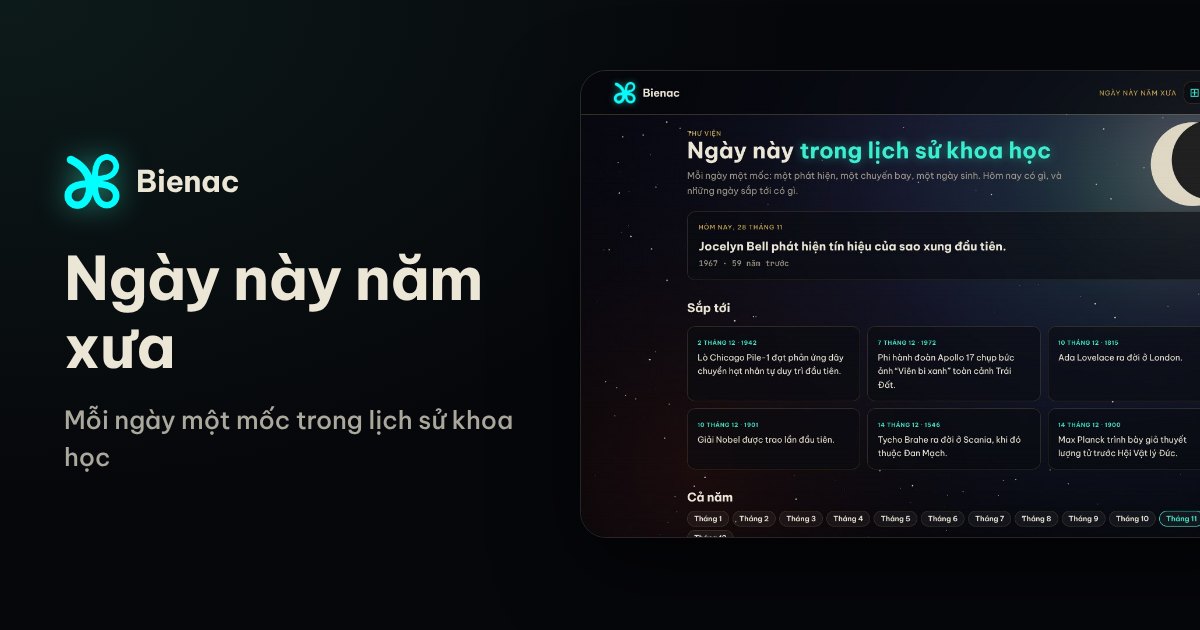 Bienac
Ngày này năm
xưa
Mỗi ngày một mốc trong lịch sử khoa
học
Bienac
NGÀY NÀY NĂM XƯA
THƯ VIỆN
Ngày này trong lịch sử khoa học
Mỗi ngày một mốc: một phát hiện, một chuyến bay, một ngày sinh. Hôm nay có gì, và
những ngày sắp tới có gì.
HÔM NAY, 28 THÁNG 11
Jocelyn Bell phát hiện tín hiệu của sao xung đầu tiên.
1967 · 59 năm trước
Sắp tới
2 THÁNG 12 · 1942
Lò Chicago Pile-1 đạt phản ứng dây
chuyền hạt nhân tự duy trì đầu tiên.
7 THÁNG 12 · 1972
Phi hành đoàn Apollo 17 chụp bức
ảnh “Viên bi xanh” toàn cảnh Trái
Đất.
10 THÁNG 12 · 1815
Ada Lovelace ra đời ở London.
10 THÁNG 12 · 1901
Giải Nobel được trao lần đầu tiên.
14 THÁNG 12 · 1546
Tycho Brahe ra đời ở Scania, khi đó
thuộc Đan Mạch.
14 THÁNG 12 · 1900
Max Planck trình bày giả thuyết
lượng tử trước Hội Vật lý Đức.
Cả năm
Tháng 1 Tháng 2 Tháng 3 Tháng 4 Tháng 5 Tháng 6 Tháng 7 Tháng 8 Tháng 9 Tháng 10 Tháng 11